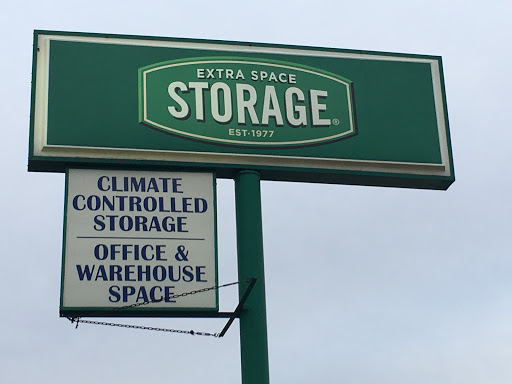 EXTRA SPACE
STORAGE®
EST·1977
CLIMATE
CONTROLLED
STORAGE
OFFICE &
WAREHOUSE
SPACE